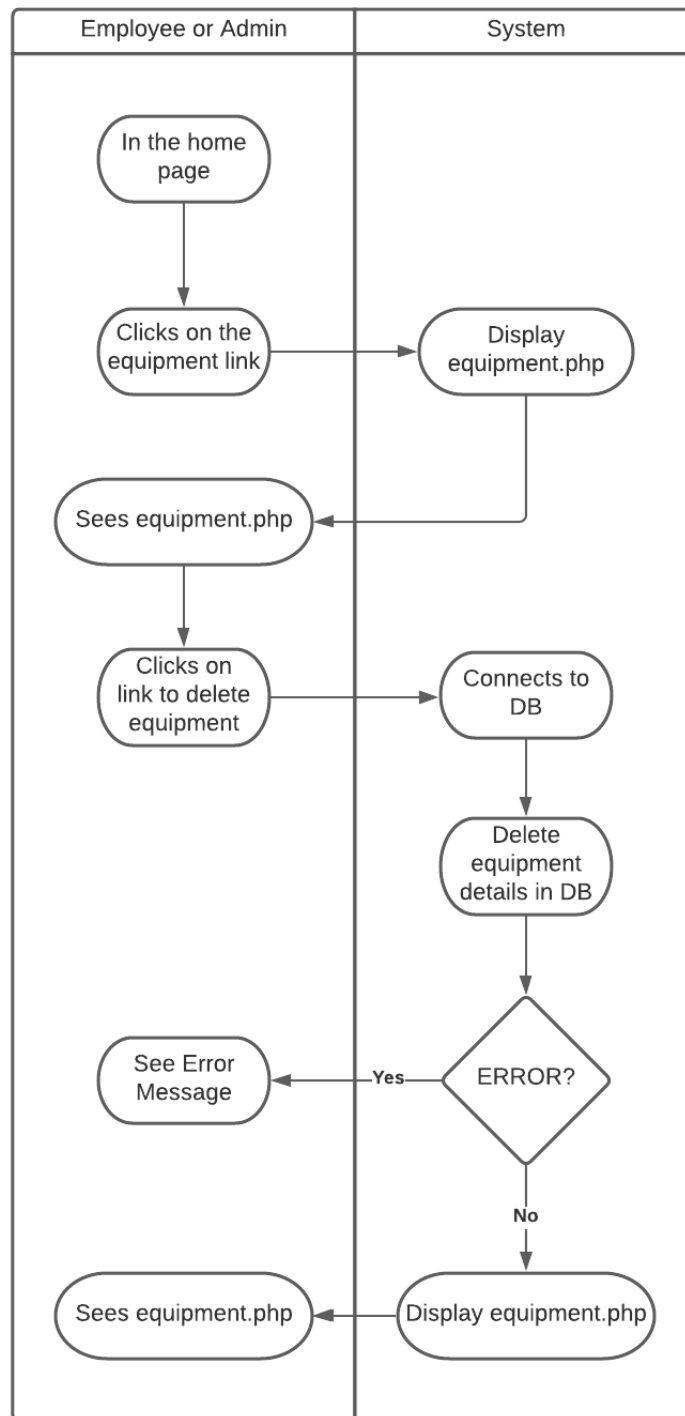 Employee or Admin
System
In the home
page
Clicks on the
equipment link
Display
equipment.php
Sees equipment.php
Clicks on
link to delete
equipment
Connects to
DB
Delete
equipment
details in DB
ERROR?
Yes
See Error
Message
No
Display equipment.php
Sees equipment.php